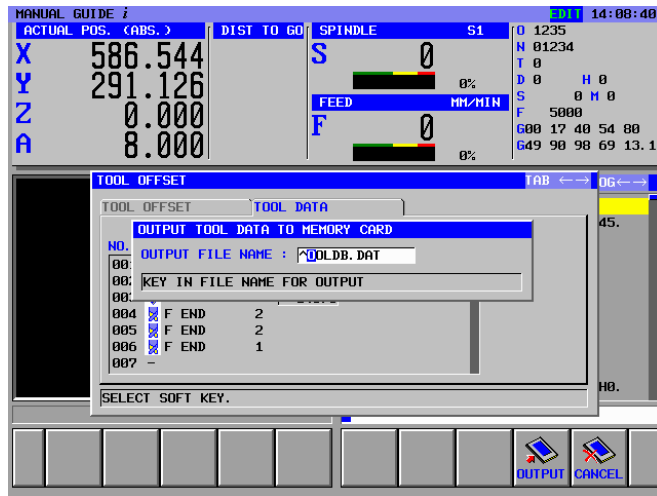 MANUAL GUIDE i EDIT 14:08:40
ACTUAL POS. (ABS.) DIST TO GO SPINDLE S1 O 1235
X 586.544 S 0 N 01234
T 0
Y 291.126 0% D 0 H 0
S 0 M 0
Z 0.000 FEED MM/MIN F 5000
A 8.000 F 0 G00 17 40 54 80
0% G49 90 98 69 13.1
TOOL OFFSET TAB ←→ OG←→
TOOL OFFSET TOOL DATA
45.
OUTPUT TOOL DATA TO MEMORY CARD
NO. OUTPUT FILE NAME : ^OOLDB.DAT
KEY IN FILE NAME FOR OUTPUT
004 F END 2
005 F END 2
006 F END 1
007 -
H0.
SELECT SOFT KEY.
OUTPUT CANCEL